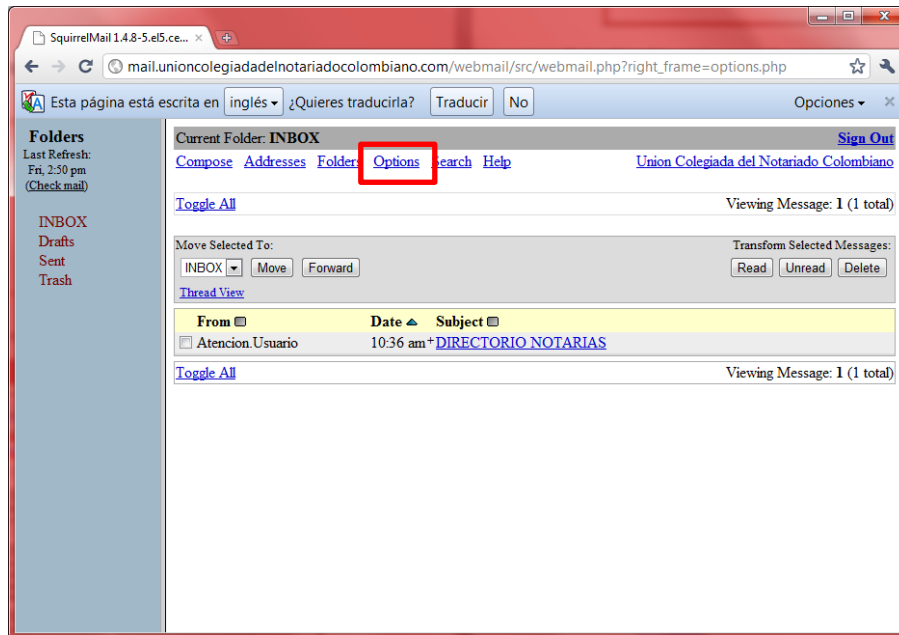 SquirrelMail 1.4.8-5.el5.ce...
mail.unioncolegiadadelnotariadocolombiano.com/webmail/src/webmail.php?right_frame=options.php
Esta página está escrita en inglés ¿Quieres traducirla? Traducir No Opciones
Folders
Last Refresh:
Fri, 2:50 pm
(Check mail)
INBOX
Drafts
Sent
Trash
Current Folder: INBOX Sign Out
Compose Addresses Folders Options Search Help Union Colegiada del Notariado Colombiano
Toggle All Viewing Message: 1 (1 total)
Move Selected To: Transform Selected Messages:
INBOX Move Forward Read Unread Delete
Thread View
From Date Subject
Atencion.Usuario 10:36 am + DIRECTORIO NOTARIAS
Toggle All Viewing Message: 1 (1 total)